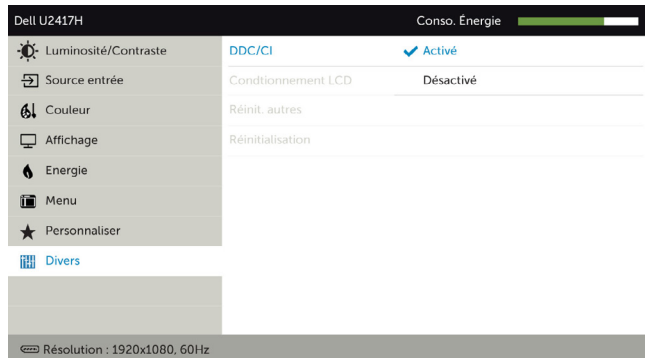 Dell U2417H Conso. Énergie
Luminosité/Contraste DDC/CI Activé
Source entrée Condtionnement LCD Désactivé
Couleur Réinit. autres
Affichage Réinitialisation
Energie
Menu
Personnaliser
Divers
Résolution : 1920x1080, 60Hz